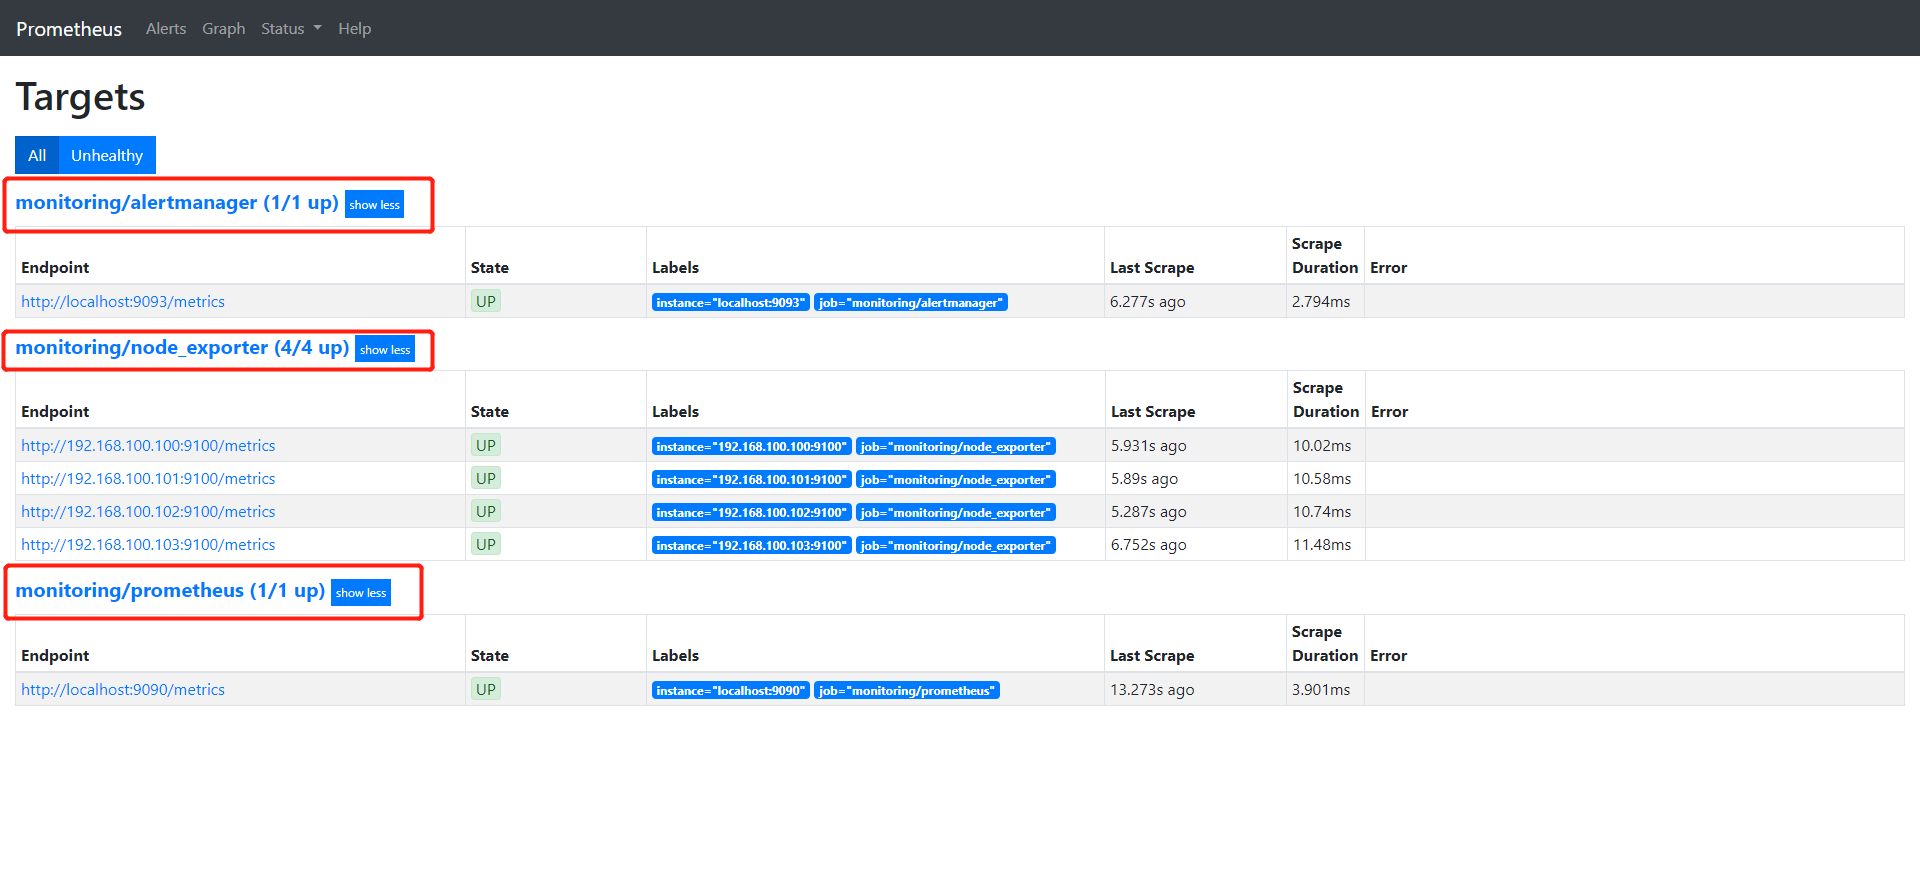 Prometheus Alerts Graph Status Help
Targets
All Unhealthy
monitoring/alertmanager (1/1 up) show less
Endpoint State Labels Last Scrape Scrape Duration Error
http://localhost:9093/metrics UP instance="localhost:9093" job="monitoring/alertmanager" 6.277s ago 2.794ms
monitoring/node_exporter (4/4 up) show less
Endpoint State Labels Last Scrape Scrape Duration Error
http://192.168.100.100:9100/metrics UP instance="192.168.100.100:9100" job="monitoring/node_exporter" 5.931s ago 10.02ms
http://192.168.100.101:9100/metrics UP instance="192.168.100.101:9100" job="monitoring/node_exporter" 5.89s ago 10.58ms
http://192.168.100.102:9100/metrics UP instance="192.168.100.102:9100" job="monitoring/node_exporter" 5.287s ago 10.74ms
http://192.168.100.103:9100/metrics UP instance="192.168.100.103:9100" job="monitoring/node_exporter" 6.752s ago 11.48ms
monitoring/prometheus (1/1 up) show less
Endpoint State Labels Last Scrape Scrape Duration Error
http://localhost:9090/metrics UP instance="localhost:9090" job="monitoring/prometheus" 13.273s ago 3.901ms